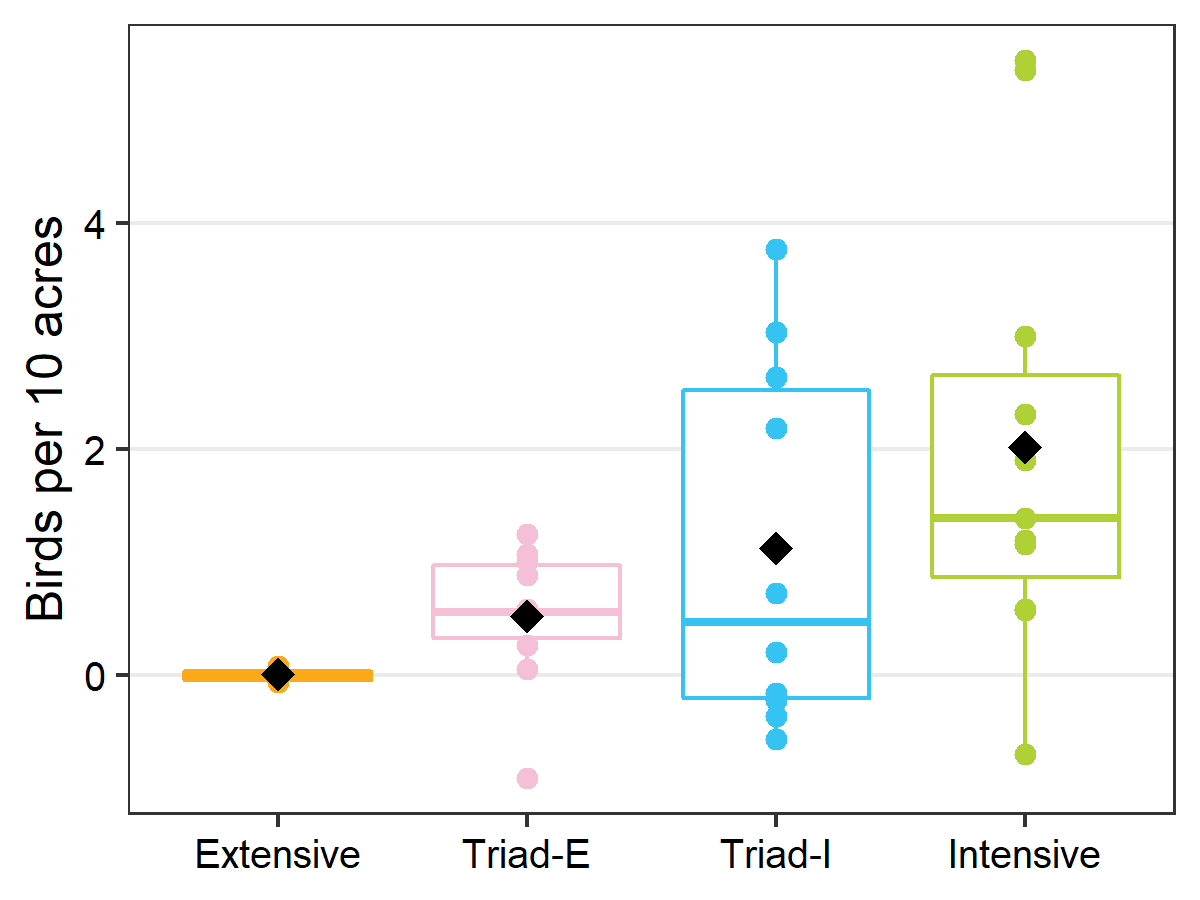 Birds per 10 acres
4
2
0
Extensive
Triad-E
Triad-I
Intensive